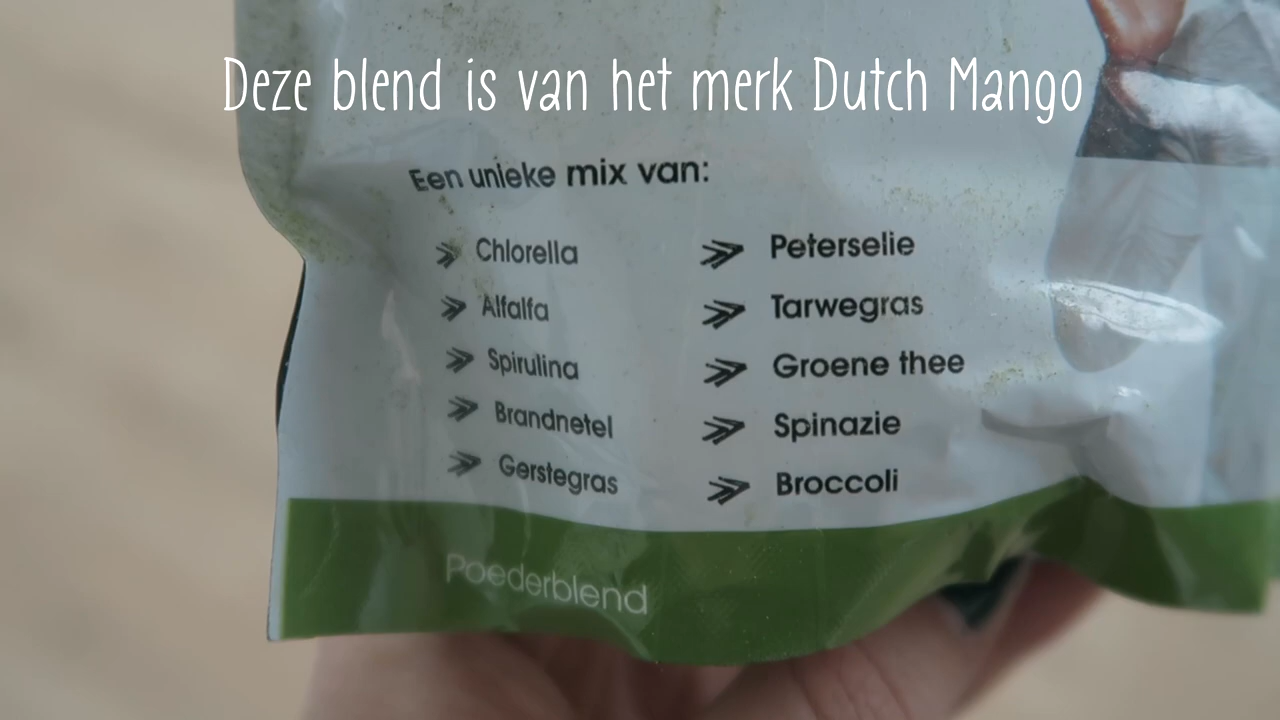 Deze blend is van het merk Dutch Mango
Een unieke mix van:
Chlorella
Alfalfa
Spirulina
Brandnetel
Gerstegras
Peterselie
Tarwegras
Groene thee
Spinazie
Broccoli
Poederblend